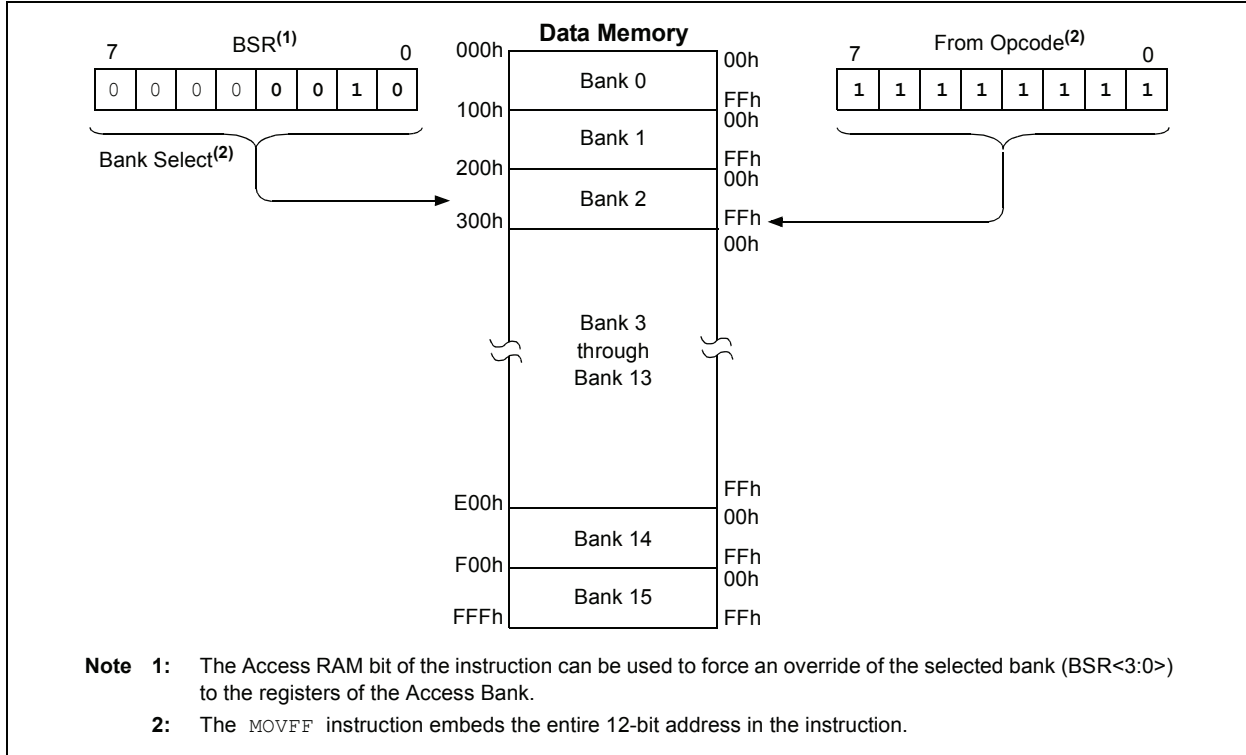 Data Memory
7 BSR(1) 0
0 0 0 0 0 0 1 0
Bank Select(2)
000h
100h
200h
300h
E00h
F00h
FFFh
Bank 0
Bank 1
Bank 2
Bank 3
through
Bank 13
Bank 14
Bank 15
00h
FFh
00h
FFh
00h
FFh
00h
FFh
00h
FFh
00h
FFh
7 From Opcode(2) 0
1 1 1 1 1 1 1 1
Note 1: The Access RAM bit of the instruction can be used to force an override of the selected bank (BSR<3:0>)
to the registers of the Access Bank.
2: The MOVFF instruction embeds the entire 12-bit address in the instruction.